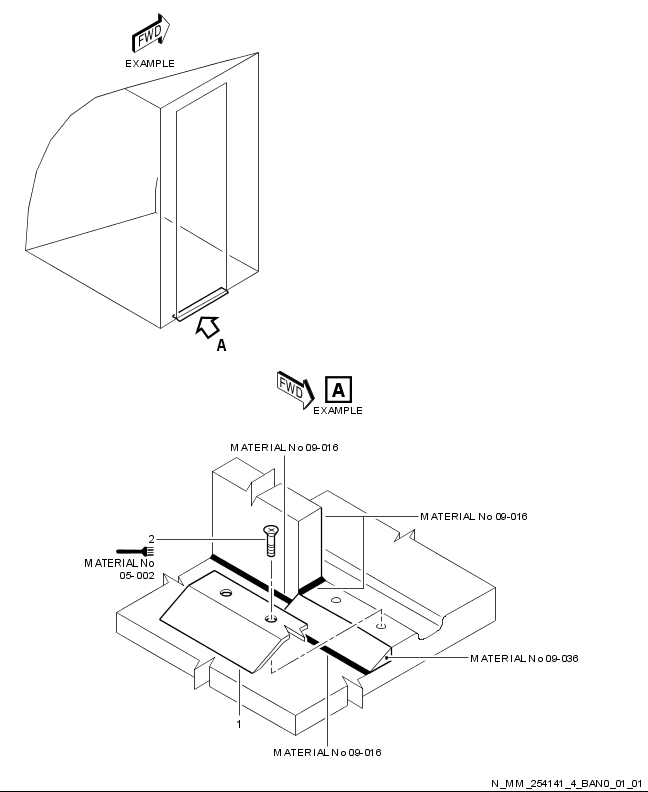 FWD
EXAMPLE
A
FWD
A
EXAMPLE
MATERIAL No 09-016
MATERIAL No 09-016
2
MATERIAL No
05-002
MATERIAL No 09-036
1
MATERIAL No 09-016
N_MM_254141_4_BAN0_01_01